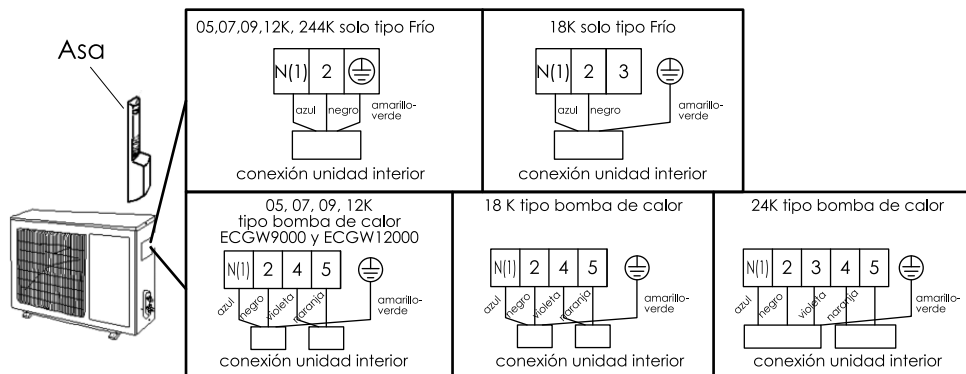 Asa
05,07,09,12K, 244K solo tipo Frío
N(1) 2
azul negro amarillo-
verde
conexión unidad interior
18K solo tipo Frío
N(1) 2 3
azul negro amarillo-
verde
conexión unidad interior
05, 07, 09, 12K
tipo bomba de calor
ECGW9000 y ECGW12000
N(1) 2 4 5
azul negro violeta naranja amarillo-
verde
conexión unidad interior
18 K tipo bomba de calor
N(1) 2 4 5
azul negro violeta naranja amarillo-
verde
conexión unidad interior
24K tipo bomba de calor
N(1) 2 3 4 5
azul negro violeta naranja amarillo-
verde
conexión unidad interior